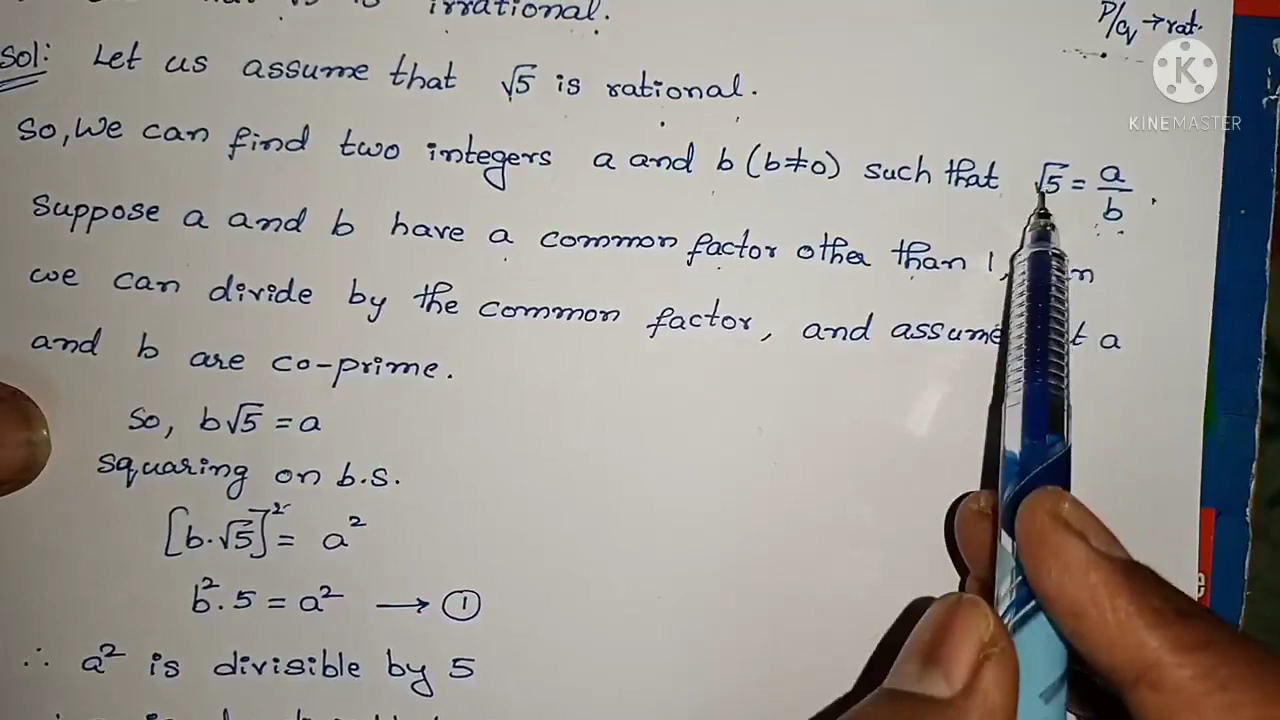 irrational.
P/q → rat.
Sol: Let us assume that √5 is rational.
So, We can find two integers a and b (b≠0) such that √5 = a/b.
Suppose a and b have a common factor other than 1,
we can divide by the common factor, and assume a
and b are co-prime.
So, b√5 = a
Squaring on b.s.
[b.√5]² = a²
b².5 = a² → ①
∴ a² is divisible by 5
KINEMASTER